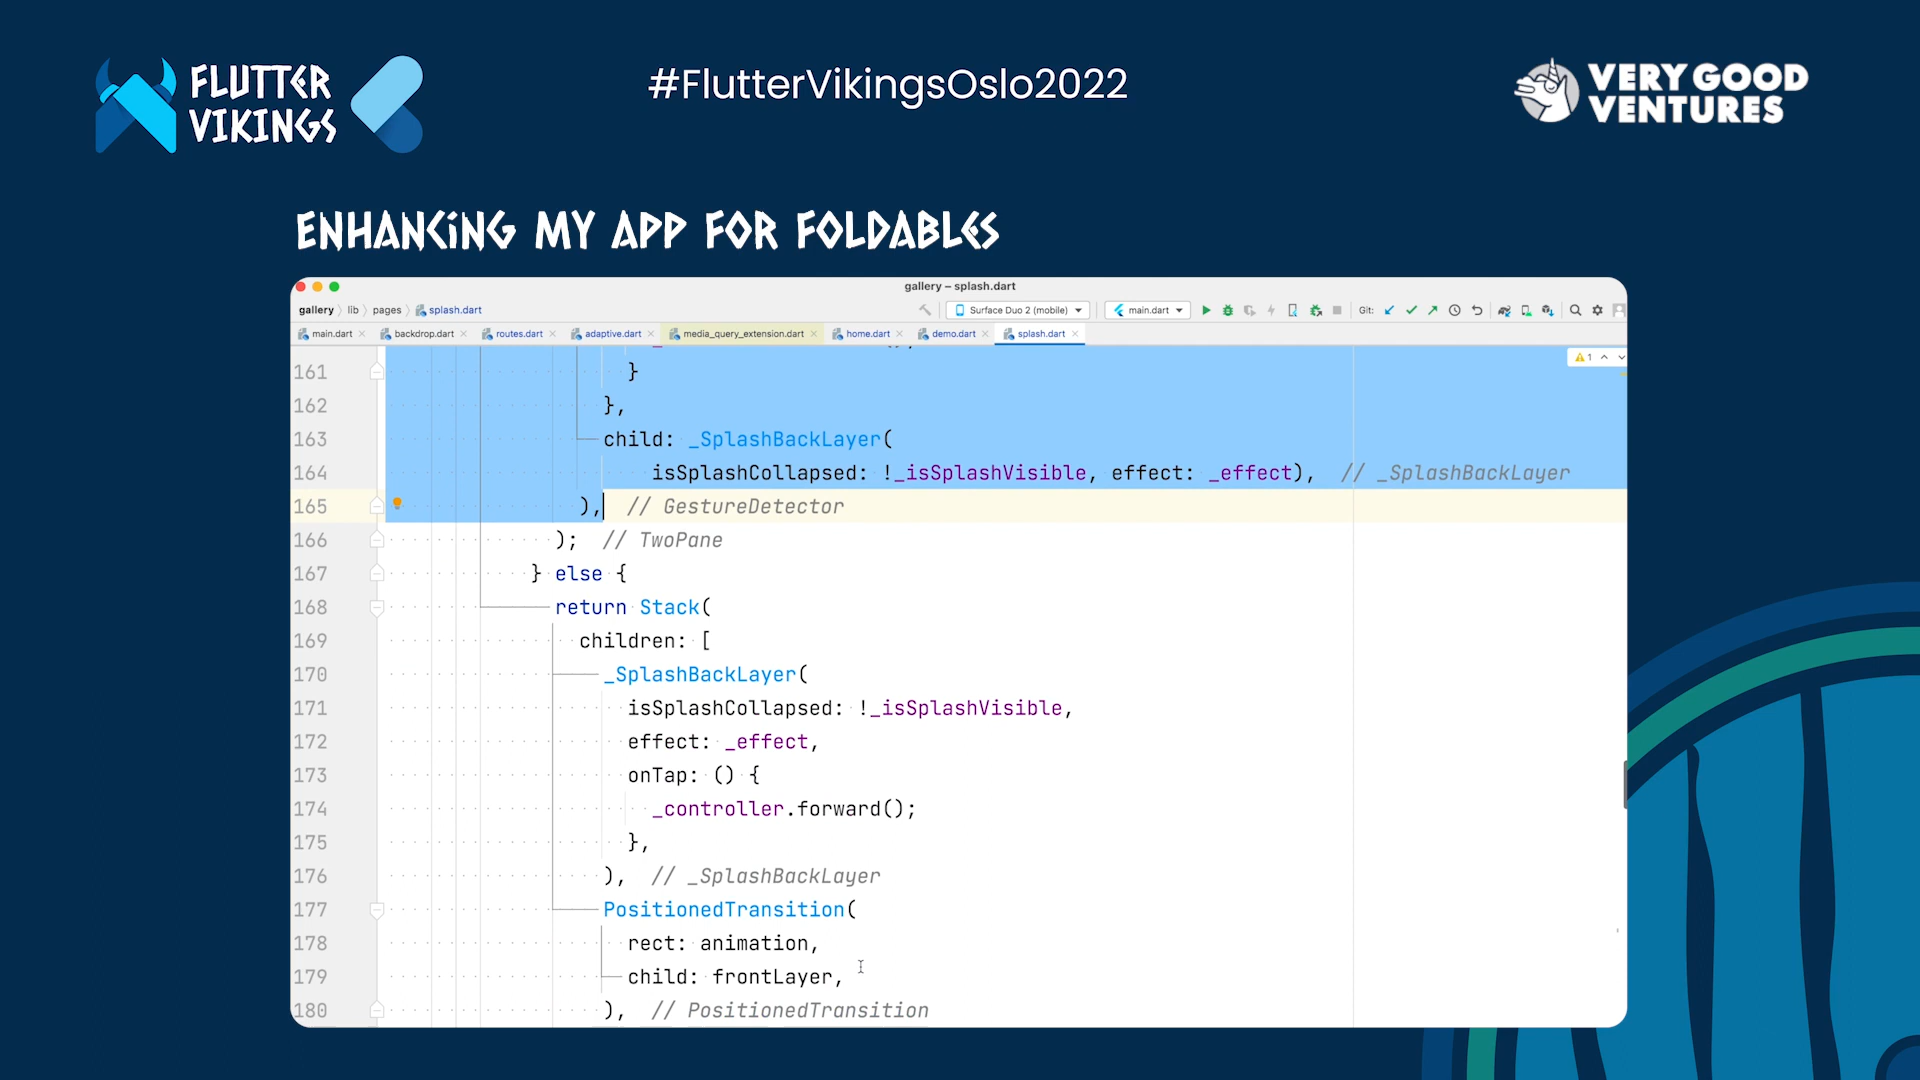 FLUTTER
VIKINGS
#FlutterVikingsOslo2022
VERY GOOD
VENTURES
ENHANCING MY APP FOR FOLDABLES
gallery – splash.dart
gallery lib pages splash.dart
Surface Duo 2 (mobile) main.dart Git:
main.dart backdrop.dart routes.dart adaptive.dart media_query_extension.dart home.dart demo.dart splash.dart
1
161 }
162 },
163 child: _SplashBackLayer(
164 isSplashCollapsed: !_isSplashVisible, effect: _effect), // _SplashBackLayer
165 ), // GestureDetector
166 ); // TwoPane
167 } else {
168 return Stack(
169 children: [
170 _SplashBackLayer(
171 isSplashCollapsed: !_isSplashVisible,
172 effect: _effect,
173 onTap: () {
174 _controller.forward();
175 },
176 ), // _SplashBackLayer
177 PositionedTransition(
178 rect: animation,
179 child: frontLayer,
180 ), // PositionedTransition